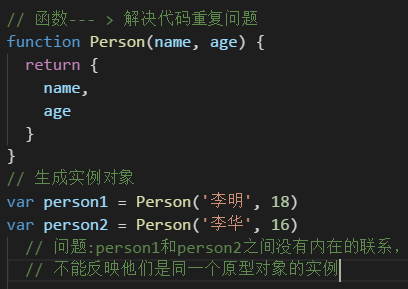 // 函数--- > 解决代码重复问题
function Person(name, age) {
  return {
    name,
    age
  }
}
// 生成实例对象
var person1 = Person('李明', 18)
var person2 = Person('李华', 16)
  // 问题:person1和person2之间没有内在的联系,
  // 不能反映他们是同一个原型对象的实例